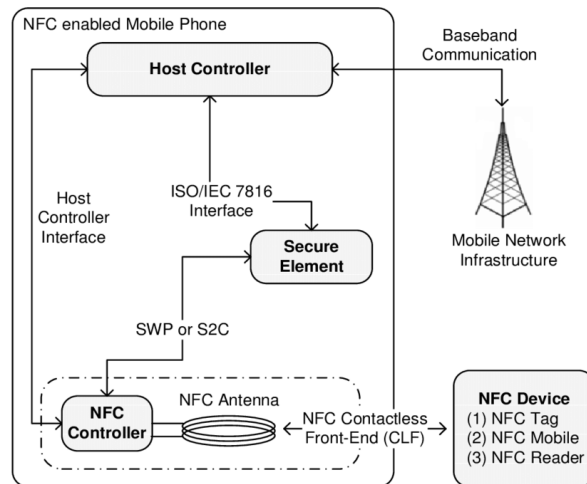 NFC enabled Mobile Phone
Host Controller
Baseband
Communication
ISO/IEC 7816
Interface
Host
Controller
Interface
Mobile Network
Infrastructure
Secure
Element
SWP or S2C
NFC
Controller
NFC Antenna
NFC Contactless
Front-End (CLF)
NFC Device
(1) NFC Tag
(2) NFC Mobile
(3) NFC Reader